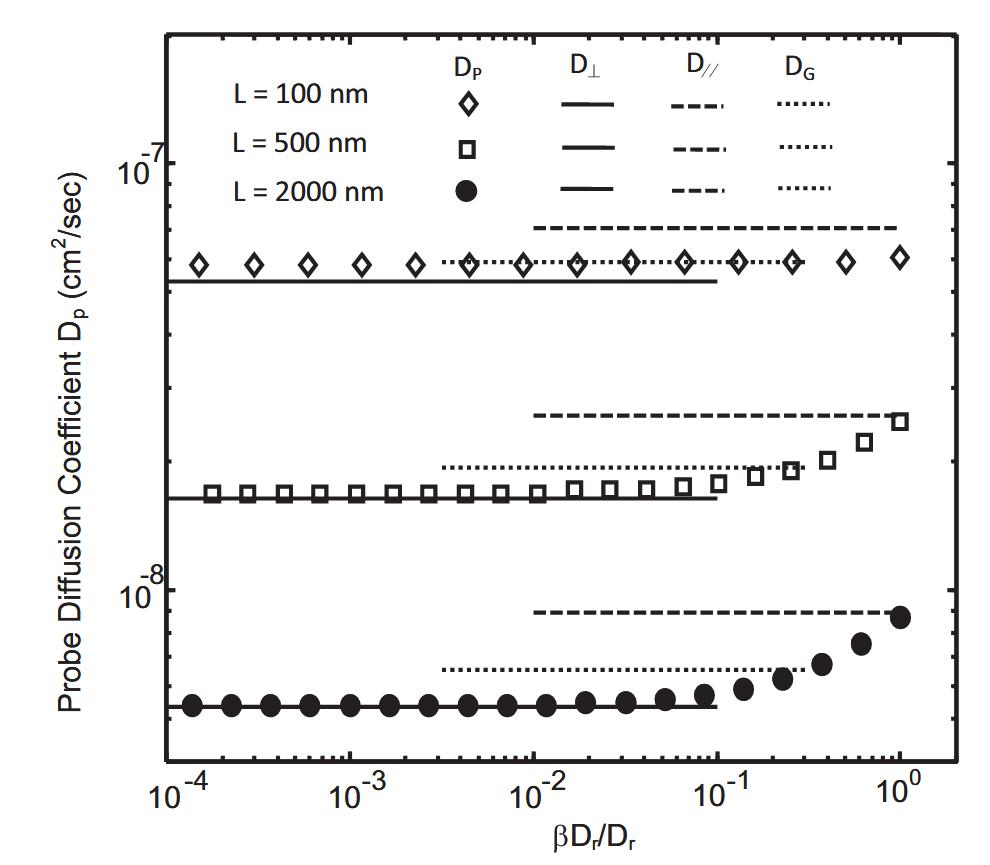 D_P D_⊥ D_// D_G
L = 100 nm
L = 500 nm
L = 2000 nm
10^-7
10^-8
Probe Diffusion Coefficient D_p (cm^2/sec)
10^-4 10^-3 10^-2 10^-1 10^0
βD_r/D_r